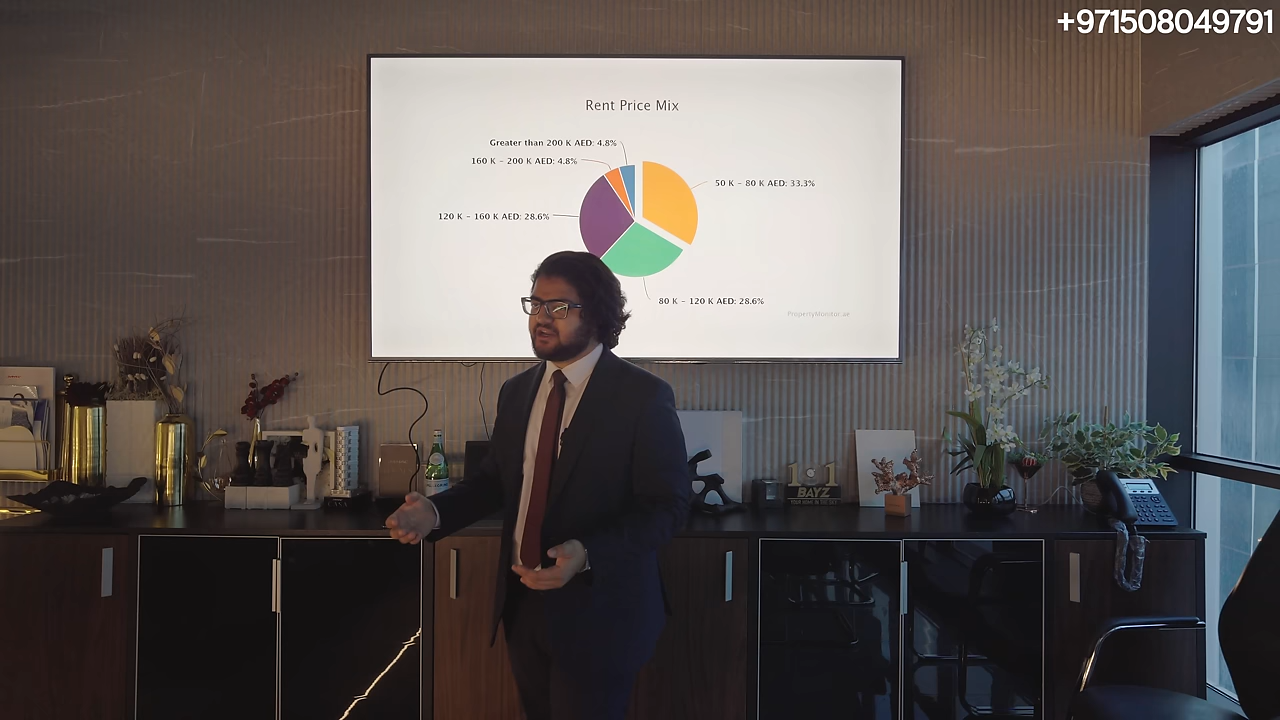 +971508049791
Rent Price Mix
Greater than 200 K AED: 4.8%
160 K - 200 K AED: 4.8%
50 K - 80 K AED: 33.3%
120 K - 160 K AED: 28.6%
80 K - 120 K AED: 28.6%
PropertyMonitor.ae
101
BAYZ